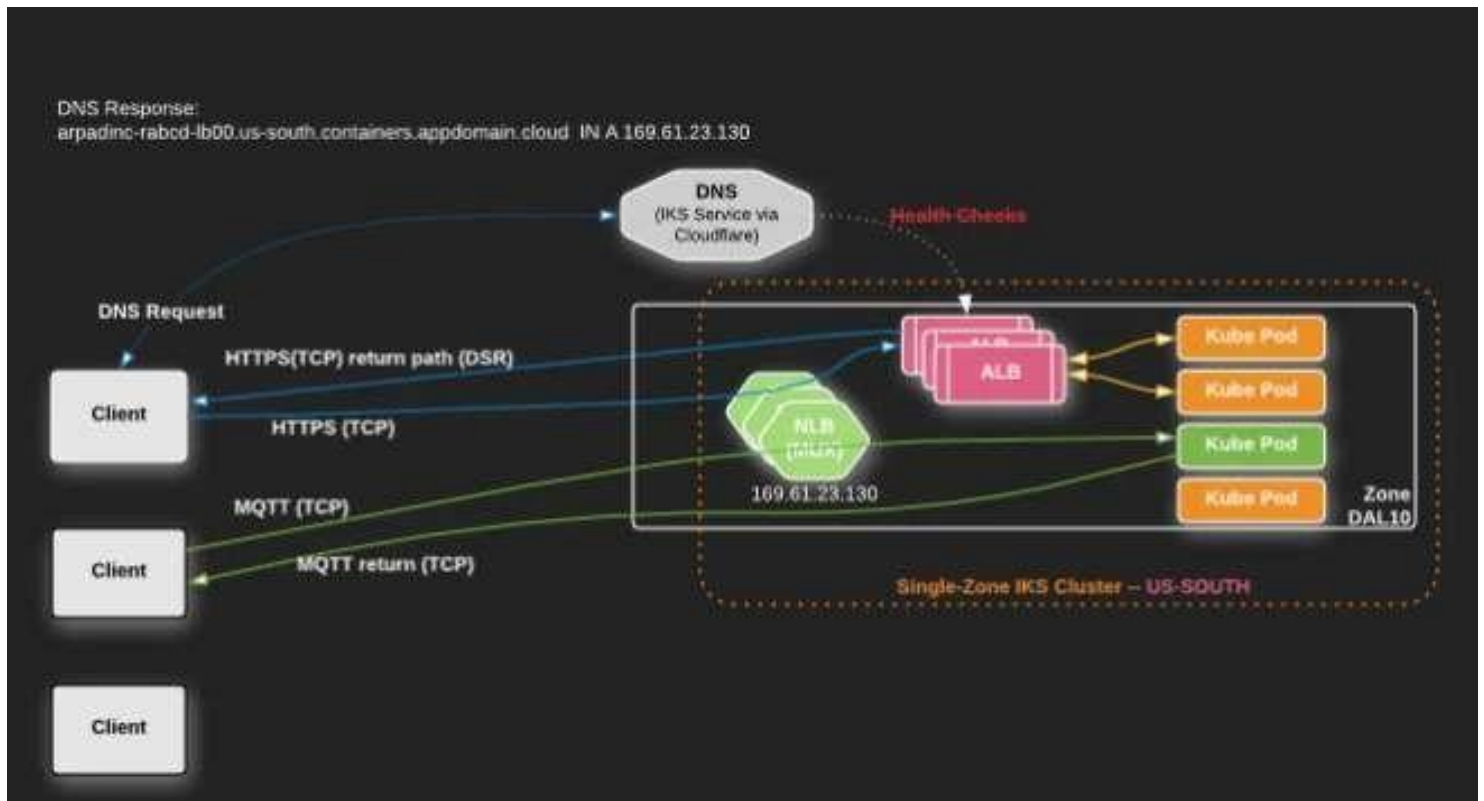 DNS Response:
arpadinc-rabcd-lb00.us-south.containers.appdomain.cloud IN A 169.61.23.130
DNS
(IKS Service via
Cloudflare)
Health Checks
DNS Request
HTTPS(TCP) return path (DSR)
Client
HTTPS (TCP)
ALB
ALB
Kube Pod
Kube Pod
NLB
(MUX)
Kube Pod
169.61.23.130
Kube Pod
Zone
DAL10
MQTT (TCP)
Client
MQTT return (TCP)
Single-Zone IKS Cluster – US-SOUTH
Client